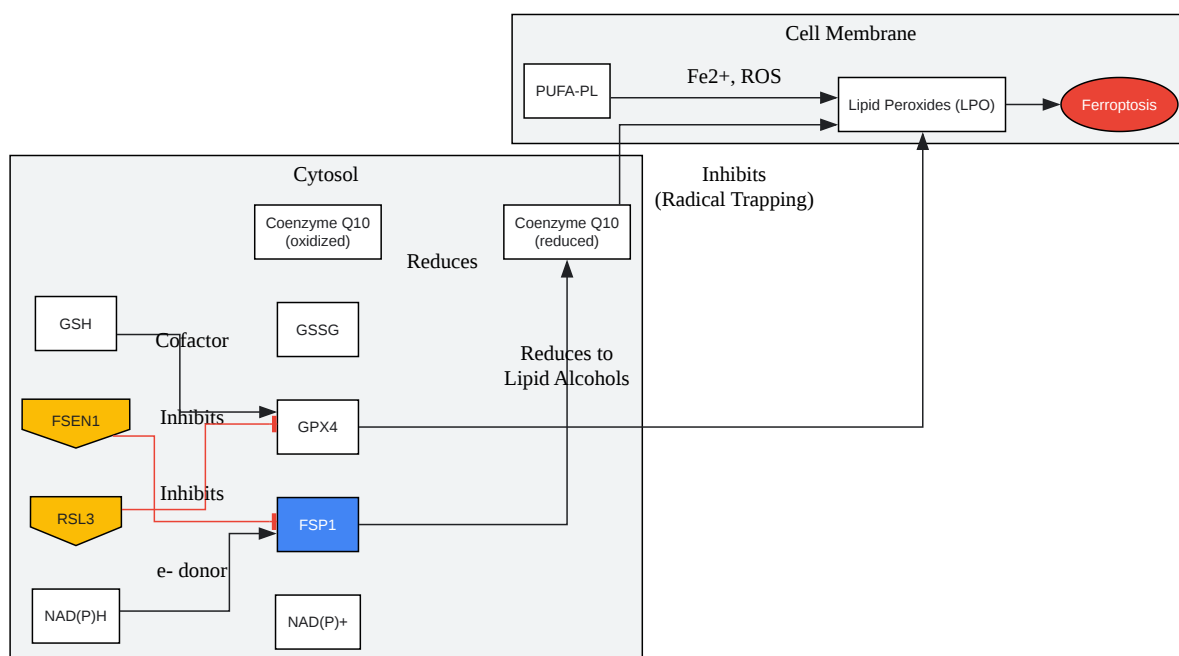 Cell Membrane
PUFA-PL
Fe2+, ROS
Lipid Peroxides (LPO)
Ferroptosis
Inhibits
(Radical Trapping)
Cytosol
Coenzyme Q10
(oxidized)
Coenzyme Q10
(reduced)
Reduces
GSH
Cofactor
GSSG
Reduces to
Lipid Alcohols
FSEN1
Inhibits
GPX4
RSL3
Inhibits
FSP1
e- donor
NAD(P)H
NAD(P)+